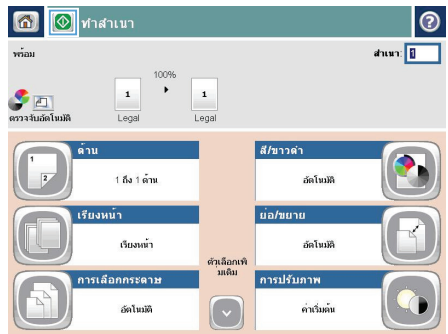 ทำสำเนา
พร้อม
สำเนา: 1
100%
1
1
ตรวจจับอัตโนมัติ
Legal
Legal
ด้าน
1
2
1 ถึง 1 ด้าน
สี/ขาวดำ
อัตโนมัติ
เรียงหน้า
เรียงหน้า
ย่อ/ขยาย
อัตโนมัติ
ตัวเลือกเพิ่
มเติม
การเลือกกระดาษ
อัตโนมัติ
การปรับภาพ
ค่าเริ่มต้น